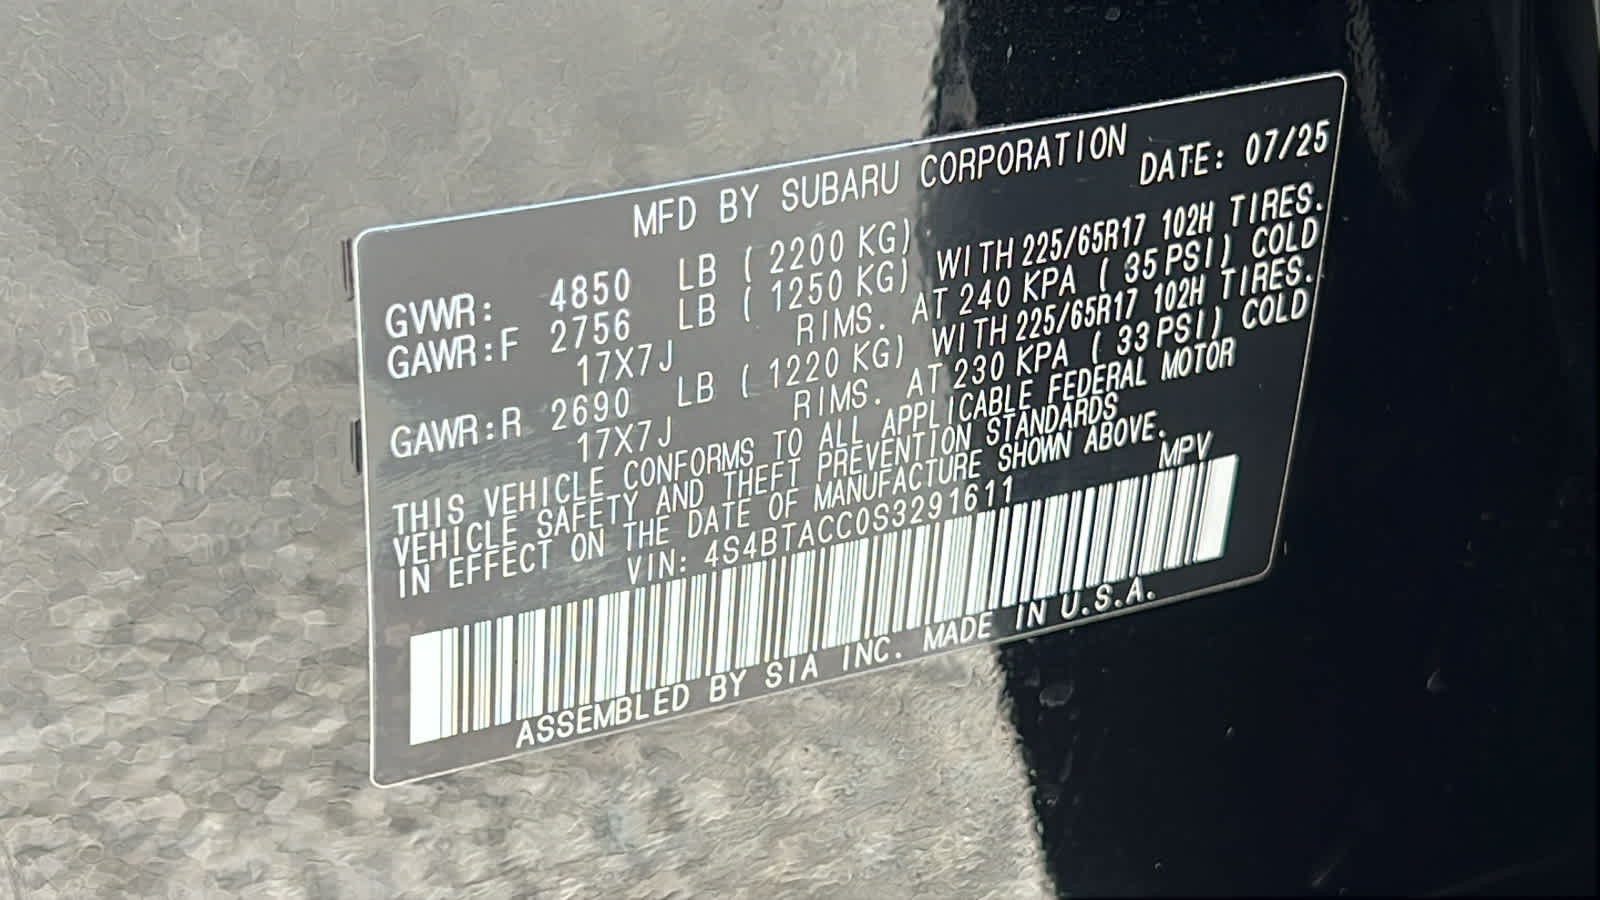 MFD BY SUBARU CORPORATION
DATE: 07/25
GVWR: 4850 LB ( 2200 KG)
GAWR:F 2756 LB ( 1250 KG) WITH 225/65R17 102H TIRES.
17X7J RIMS. AT 240 KPA ( 35PSI) COLD
GAWR:R 2690 LB ( 1220 KG) WITH 225/65R17 102H TIRES.
17X7J RIMS. AT 230 KPA ( 33PSI) COLD
THIS VEHICLE CONFORMS TO ALL APPLICABLE FEDERAL MOTOR
VEHICLE SAFETY AND THEFT PREVENTION STANDARDS
IN EFFECT ON THE DATE OF MANUFACTURE SHOWN ABOVE.
VIN: 4S4BTACC0S3291611 MPV
ASSEMBLED BY SIA INC. MADE IN U.S.A.